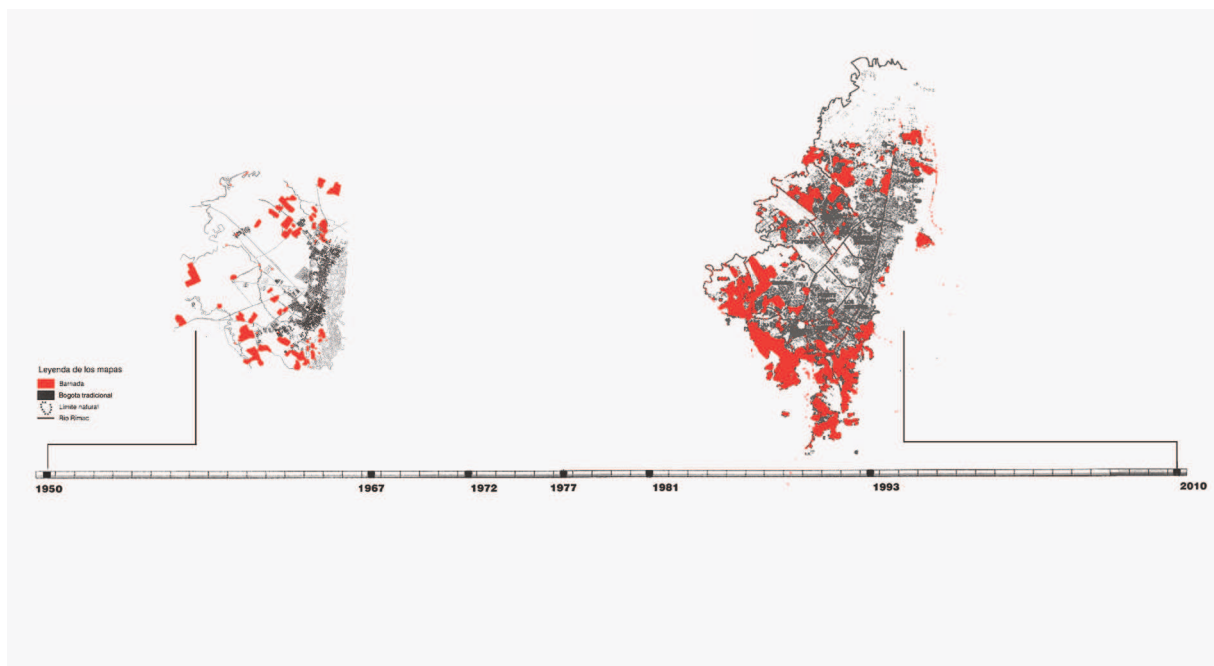 Leyenda de los mapas
Barriada
Bogota tradicional
Limite natural
Rio Rimac
1950
1967
1972
1977
1981
1993
2010